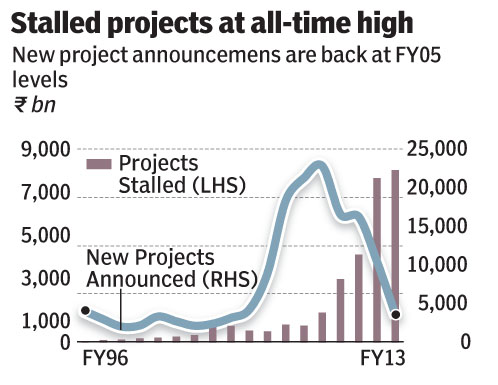 Stalled projects at all-time high
New project announcemens are back at FY05
levels
₹ bn
9,000
7,000
5,000
3,000
1,000
0
25,000
20,000
15,000
10,000
5,000
0
Projects
Stalled (LHS)
New Projects
Announced (RHS)
FY96
FY13